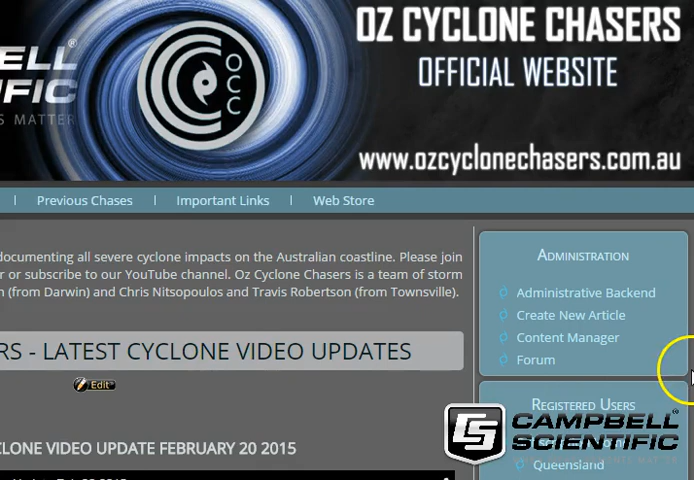 OZ CYCLONE CHASERS
OFFICIAL WEBSITE
www.ozcyclonechasers.com.au
BELL®
FIC
MATTER
OCC
Previous Chases | Important Links | Web Store
documenting all severe cyclone impacts on the Australian coastline. Please join
r or subscribe to our YouTube channel. Oz Cyclone Chasers is a team of storm
n (from Darwin) and Chris Nitsopoulos and Travis Robertson (from Townsville).
RS - LATEST CYCLONE VIDEO UPDATES
Edit
CLONE VIDEO UPDATE FEBRUARY 20 2015
Administration
Administrative Backend
Create New Article
Content Manager
Forum
Registered Users
Queensland
CS CAMPBELL
SCIENTIFIC®